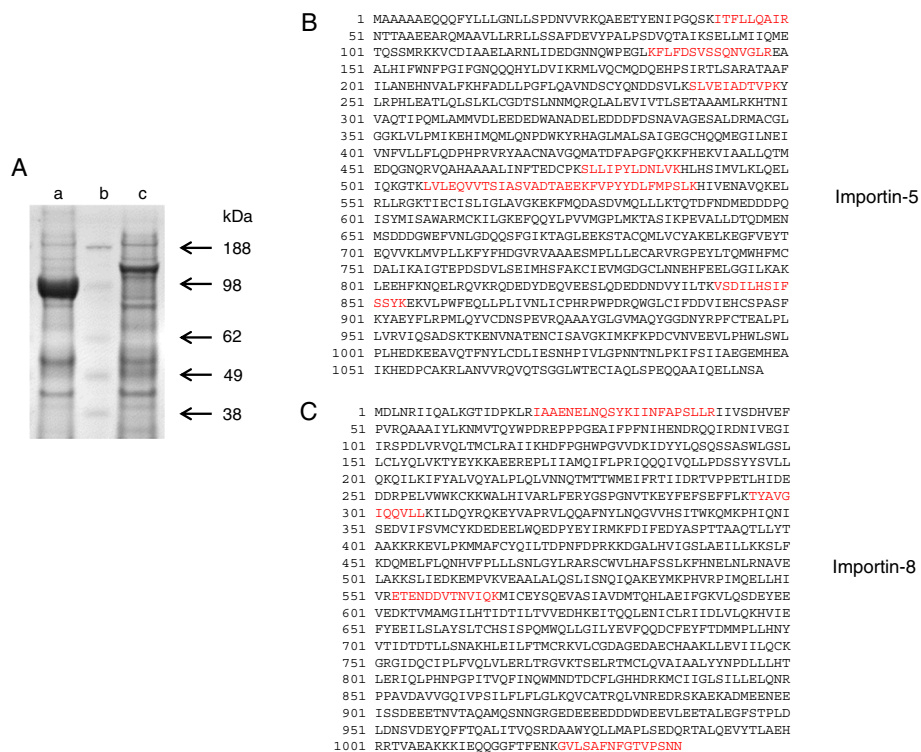 A
a b c
kDa
188
98
62
49
38
B
1 MAAAAAEQQQFYLLLGNLLSPDNVVRKQAEETYENIPGQSKITFLLQAIR
51 NTTAAEEARQMAAVLLRRLLSSAFDEVYPALPSDVQTAIKSELLMIIQME
101 TQSSMRKKVCDIAAELARNLIDEDGNNQWPEGLKFLFDSVSSQNVGLREA
151 ALHIFWNFPGIFGNQQQHYLDVIKRMLVQCMQDQEHPSIRTLSARATAAF
201 ILANEHNVALFKHFADLLPGFLQAVNDSCYQNDDSVLKSLVEIADTVPKY
251 LRPHLEATLQLSLKLCGDTSLNNMQRQLALEVIVTLSETAAAMLRKHTNI
301 VAQTIPQMLAMMVDLEEDEDWANADELEDDDFDSNAVAGESALDRMACGL
351 GGKLVLPMIKEHIMQMLQNPDWKYRHAGLMALSAIGEGCHQQMEGILNEI
401 VNFVLLFLQDPHPRVRYAACNAVGQMATDFAPGFQKKFHEKVIAALLQTM
451 EDQGNQRVQAHAAAALINFTEDCPKSLLIPYLDNLVKHLHSIMVLKLQEL
501 IQKGTKLVLEQVVTSIASVADTAEEKFVPYYDLFMPSLKHIVENAVQKEL
551 RLLRGKTIECISLIGLAVGKEKFMQDASDVMQLLLKTQTDFNDMEDDDPQ
601 ISYMISAWARMCKILGKEFQQYLPVVMGPLMKTASIKPEVALLDTQDMEN
651 MSDDDGWEFVNLGDQQSFGIKTAGLEEKSTACQMLVCYAKELKEGFVEYT
701 EQVVKLMVPLLKFYFHDGVRVAAAESMPLLLECARVRGPEYLTQMWHFMC
751 DALIKAIGTEPDSDVLSEIMHSFAKCIEVMGDGCLNNEHFEELGGILKAK
801 LEEHFKNQELRQVKRQDEDYDEQVEESLQDEDDNDVYILTKVSDILHSIF
851 SSYKEKVLPWFEQLLPLIVNLICPHRPWPDRQWGLCIFDDVIEHCSPASF
901 KYAEYFLRPMLQYVCDNSPEVRQAAAYGLGVMAQYGGDNYRPFCTEALPL
951 LVRVIQSADSKTKENVNATENCISAVGKIMKFKPDCVNVEEVLPHWLSWL
1001 PLHEDKEEAVQTFNYLCDLIESNHPIVLGPNNTNLPKIFSIIAEGEMHEA
1051 IKHEDPCAKRLANVVRQVQTSGGLWTECIAQLSPEQQAAIQELLNSA
Importin-5
C
1 MDLNRIIQALKGTIDPKLRIAAENELNQSYKIINFAPSLLRIIVSDHVEF
51 PVRQAAAIYLKNMVTQYWPDREPPPGEAIFPFNIHENDRQQIRDNIVEGI
101 IRSPDLVRVQLTMCLRAIIKHDFPGHWPGVVDKIDYYLQSQSSASWLGSL
151 LCLYQLVKTYEYKKAEEREPLIIAMQIFLPRIQQQIVQLLPDSSYYSVLL
201 QKQILKIFYALVQYALPLQLVNNQTMTTWMEIFRTIIDRTVPPETLHIDE
251 DDRPELVWWKCKKWALHIVARLFERYGSPGNVTKEYFEFSEFFLKTYAVG
301 IQQVLLKILDQYRQKEYVAPRVLQQAFNYLNQGVVHSITWKQMKPHIQNI
351 SEDVIFSVMCYKDEDEELWQEDPYEYIRMKFDIFEDYASPTTAAQTLLYT
401 AAKKRKEVLPKMMAFCYQILTDPNFDPRKKDGALHVIGSLAEILLKKSLF
451 KDQMELFLQNHVFPLLLSNLGYLRARSCWVLHAFSSLKFHNELNLRNAVE
501 LAKKSLIEDKEMPVKVEAALALQSLISNQIQAKEYMKPHVRPIMQELLHI
551 VRETENDDVTNVIQKMICEYSQEVASIAVDMTQHLAEIFGKVLQSDEYEE
601 VEDKTVMAMGILHTIDTILTVVEDHKEITQQLENICLRIIDLVLQKHVIE
651 FYEEILSLAYSLTCHSISPQMWQLLGILYEVFQQDCFEYFTDMMPLLHNY
701 VTIDTDTLLSNAKHLEILFTMCRKVLCGDAGEDAECHAAKLLEVIILQCK
751 GRGIDQCIPLFVQLVLERLTRGVKTSELRTMCLQVAIAALYYNPDLLLHT
801 LERIQLPHNPGPITVQFINQWMNDTDCFLGHHDRKMCIIGLSILLELQNR
851 PPAVDAVVGQIVPSILFLFLGLKQVCATRQLVNREDRSKAEKADMEENEE
901 ISSDEEETNVTAQAMQSNNGRGEDEEEEDDDWDEEVLEETALEGFSTPLD
951 LDNSVDEYQFFTQALITVQSRDAAWYQLLMAPLSEDQRTALQEVYTLAEH
1001 RRTVAEAKKKIEQQGGFTFENKGVLSAFNFGTVPSNN
Importin-8